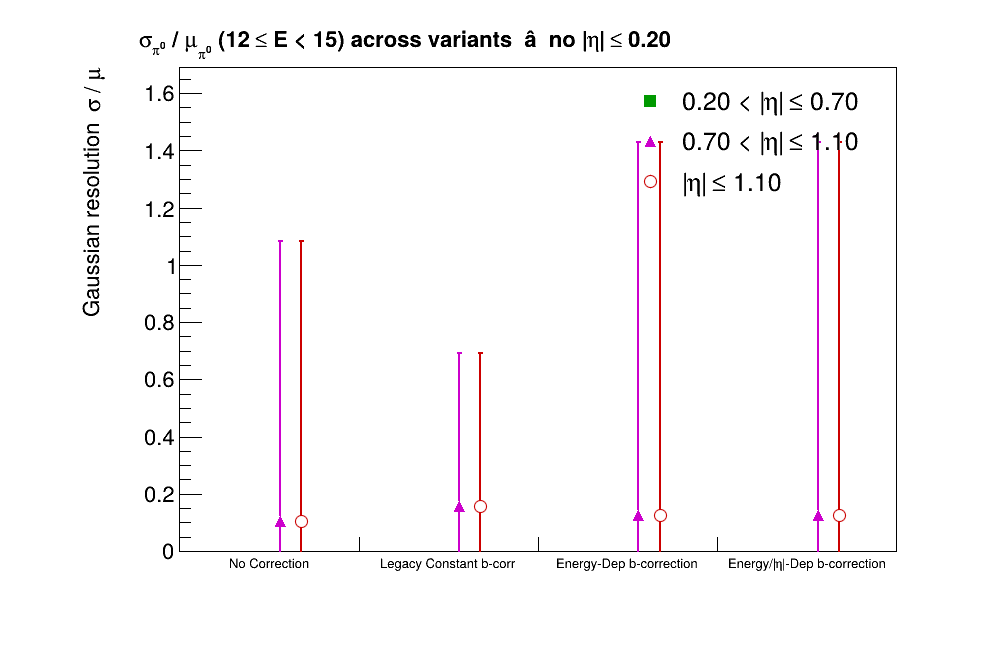 σπ⁰ / μπ⁰ (12 ≤ E < 15) across variants â no |η| ≤ 0.20
Gaussian resolution σ / μ
1.6
1.4
1.2
1
0.8
0.6
0.4
0.2
0
0.20 < |η| ≤ 0.70
0.70 < |η| ≤ 1.10
|η| ≤ 1.10
No Correction
Legacy Constant b-corr
Energy-Dep b-correction
Energy/|η|-Dep b-correction